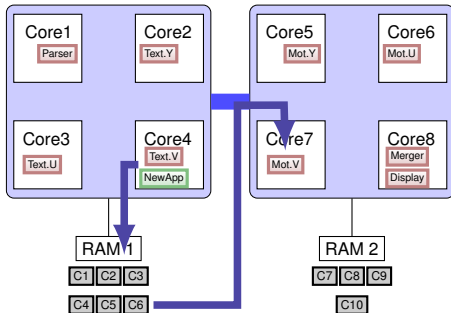 Core1 Core2 Core5 Core6
Parser Text.Y Mot.Y Mot.U
Core3 Core4 Core7 Core8
Text.U Text.V Mot.V Merger
NewApp Display
RAM 1 RAM 2
C1 C2 C3 C7 C8 C9
C4 C5 C6 C10